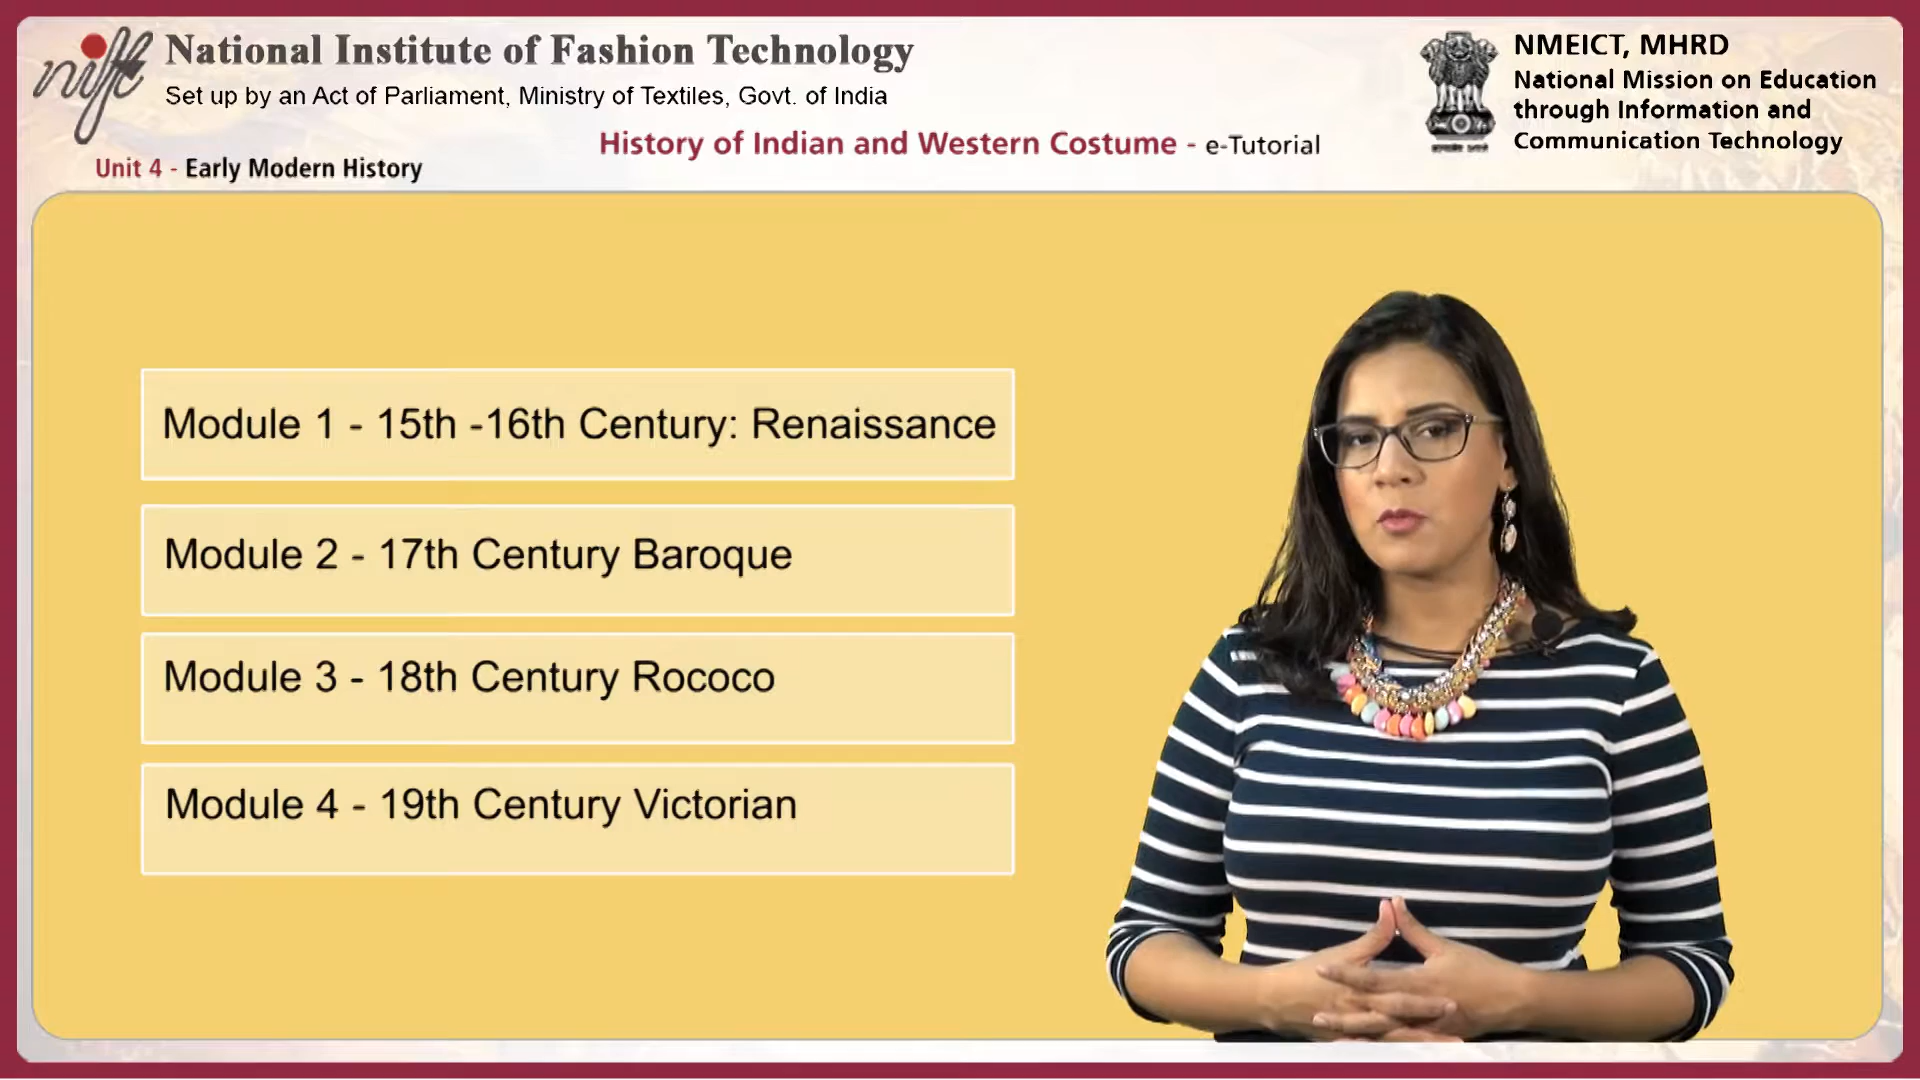 nift
National Institute of Fashion Technology
Set up by an Act of Parliament, Ministry of Textiles, Govt. of India
NMEICT, MHRD
National Mission on Education
through Information and
Communication Technology
History of Indian and Western Costume - e-Tutorial
Unit 4 - Early Modern History
Module 1 - 15th -16th Century: Renaissance
Module 2 - 17th Century Baroque
Module 3 - 18th Century Rococo
Module 4 - 19th Century Victorian